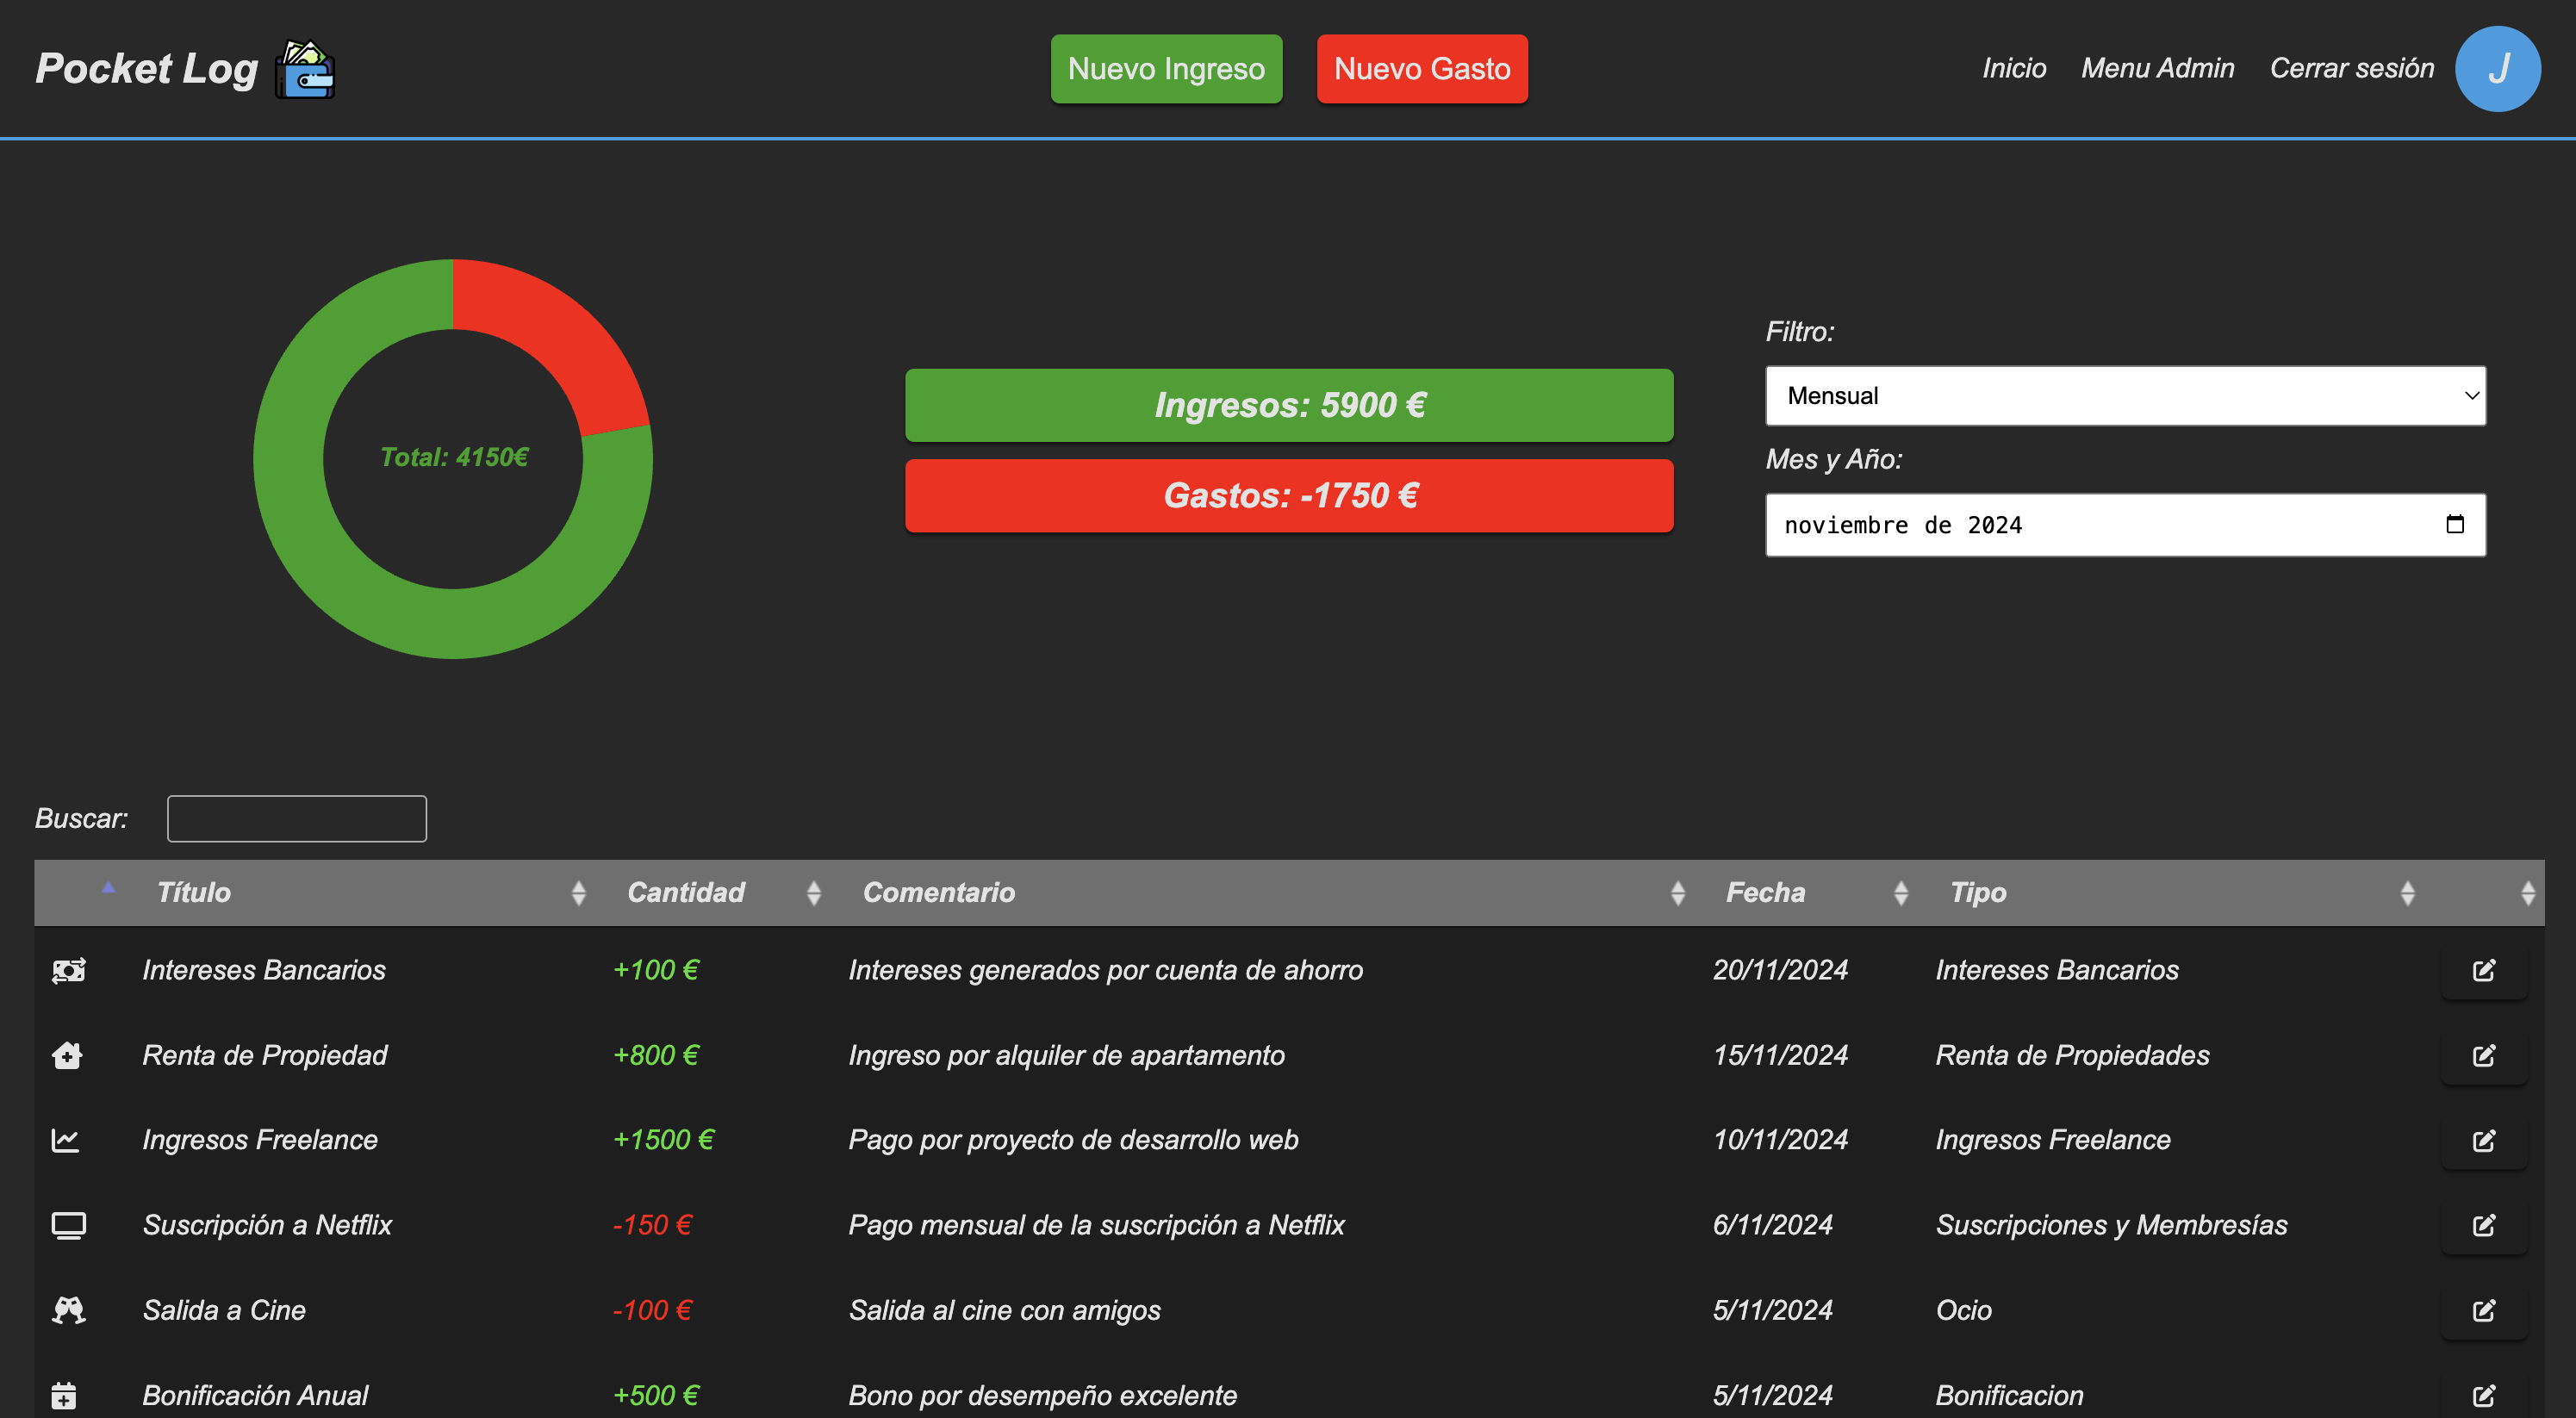 Pocket Log
Nuevo Ingreso
Nuevo Gasto
Inicio
Menu Admin
Cerrar sesión
J
Total: 4150€
Ingresos: 5900 €
Gastos: -1750 €
Filtro:
Mensual
Mes y Año:
noviembre de 2024
Buscar:
Título Cantidad Comentario Fecha Tipo
Intereses Bancarios +100 € Intereses generados por cuenta de ahorro 20/11/2024 Intereses Bancarios
Renta de Propiedad +800 € Ingreso por alquiler de apartamento 15/11/2024 Renta de Propiedades
Ingresos Freelance +1500 € Pago por proyecto de desarrollo web 10/11/2024 Ingresos Freelance
Suscripción a Netflix -150 € Pago mensual de la suscripción a Netflix 6/11/2024 Suscripciones y Membresías
Salida a Cine -100 € Salida al cine con amigos 5/11/2024 Ocio
Bonificación Anual +500 € Bono por desempeño excelente 5/11/2024 Bonificacion